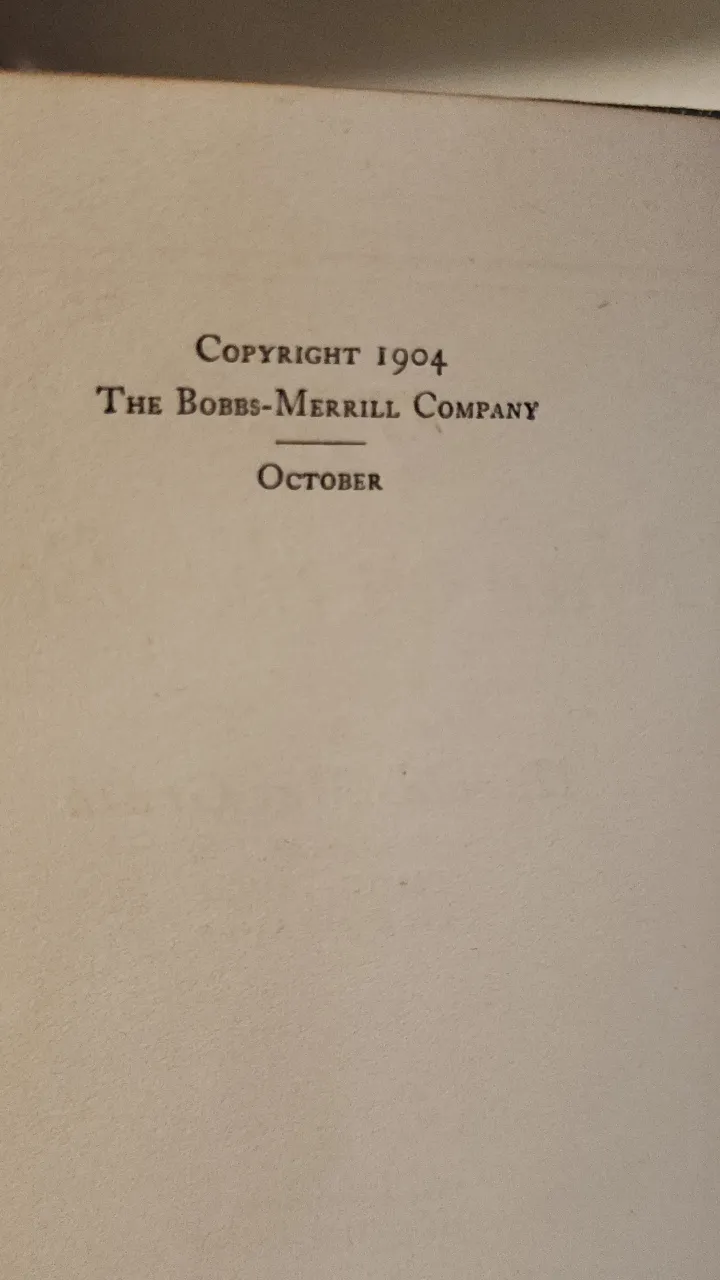 Copyright 1904
The Bobbs-Merrill Company
October